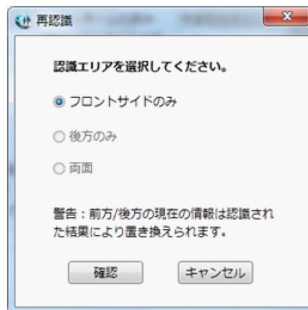 再認識
認識エリアを選択してください。
フロントサイドのみ
後方のみ
両面
警告：前方/後方の現在の情報は認識され
た結果により置き換えられます。
確認 キャンセル